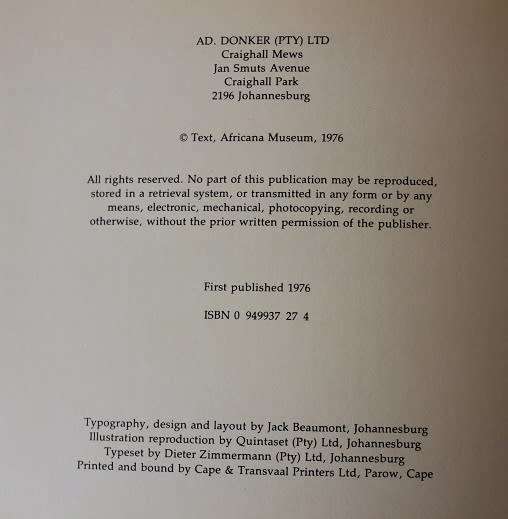 AD. DONKER (PTY) LTD
Craighall Mews
Jan Smuts Avenue
Craighall Park
2196 Johannesburg
© Text, Africana Museum, 1976
All rights reserved. No part of this publication may be reproduced,
stored in a retrieval system, or transmitted in any form or by any
means, electronic, mechanical, photocopying, recording or
otherwise, without the prior written permission of the publisher.
First published 1976
ISBN 0 949937 27 4
Typography, design and layout by Jack Beaumont, Johannesburg
Illustration reproduction by Quintaset (Pty) Ltd, Johannesburg
Typeset by Dieter Zimmermann (Pty) Ltd, Johannesburg
Printed and bound by Cape & Transvaal Printers Ltd, Parow, Cape